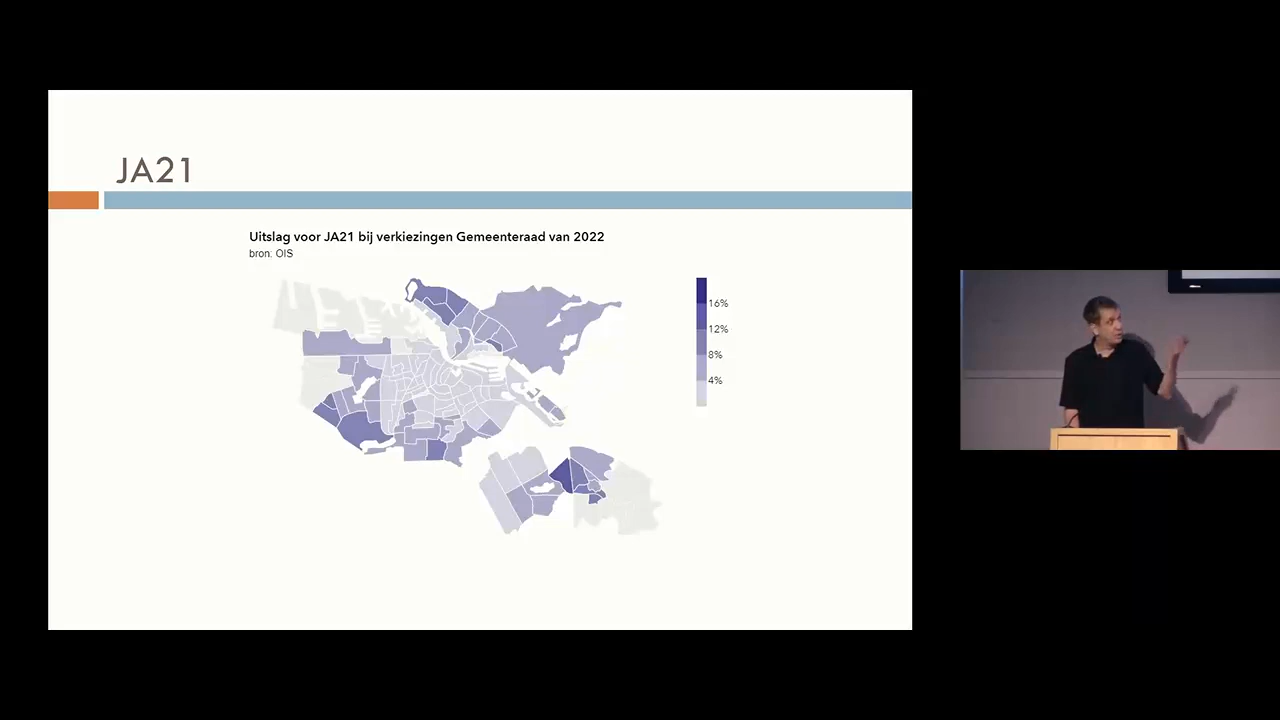 JA21
Uitslag voor JA21 bij verkiezingen Gemeenteraad van 2022
bron: OIS
16%
12%
8%
4%